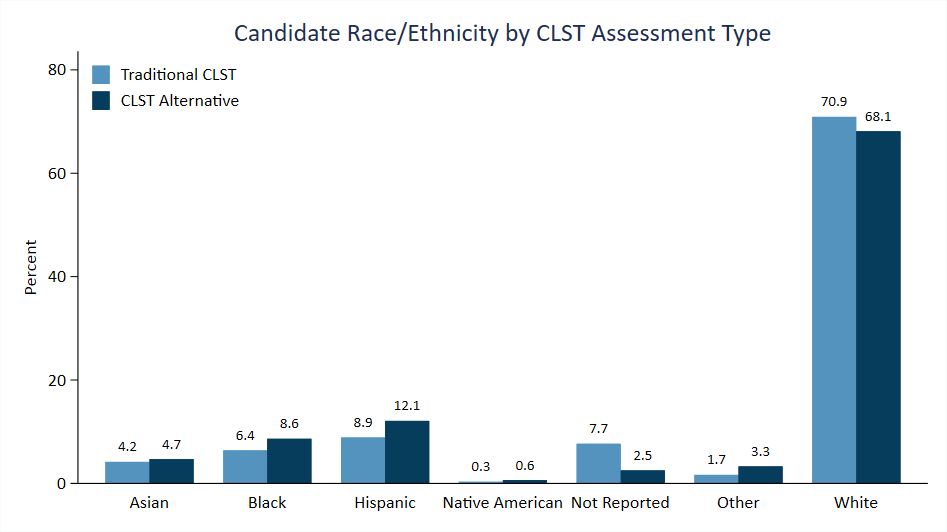 Candidate Race/Ethnicity by CLST Assessment Type
Traditional CLST
CLST Alternative
Percent
80
60
40
20
0
4.2 4.7
6.4 8.6
8.9 12.1
0.3 0.6
7.7 2.5
1.7 3.3
70.9 68.1
Asian Black Hispanic Native American Not Reported Other White